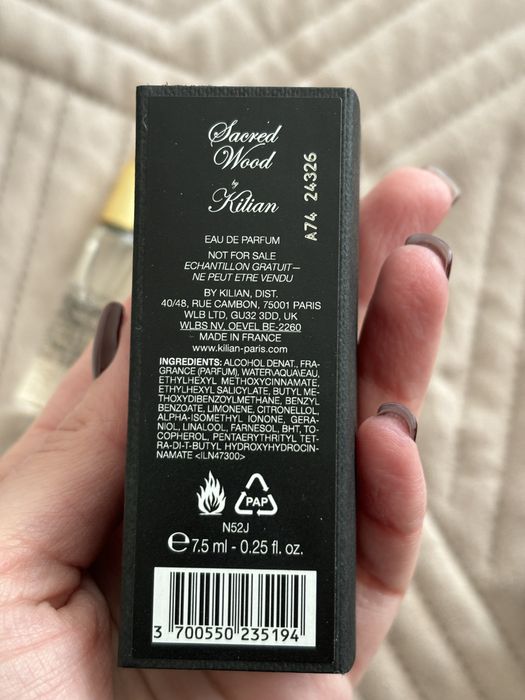 Sacred
Wood
by
Kilian
A74 24326
EAU DE PARFUM
NOT FOR SALE
ECHANTILLON GRATUIT—
NE PEUT ETRE VENDU
BY KILIAN, DIST.
40/48, RUE CAMBON, 75001 PARIS
WLB LTD, GU32 3DD, UK
WLBS NV, OEVEL BE-2260
MADE IN FRANCE
www.kilian-paris.com
INGREDIENTS: ALCOHOL DENAT., FRA-
GRANCE (PARFUM), WATER\AQUA\EAU,
ETHYLHEXYL METHOXYCINNAMATE,
ETHYLHEXYL SALICYLATE, BUTYL ME-
THOXYDIBENZOYLMETHANE, BENZYL
BENZOATE, LIMONENE, CITRONELLOL,
ALPHA-ISOMETHYL IONONE, GERA-
NIOL, LINALOOL, FARNESOL, BHT, TO-
COPHEROL, PENTAERYTHRITYL TET-
RA-DI-T-BUTYL HYDROXYHYDROCIN-
NAMATE <ILN47300>
PAP
N52J
℮ 7.5 ml - 0.25 fl. oz.
3 700550 235194